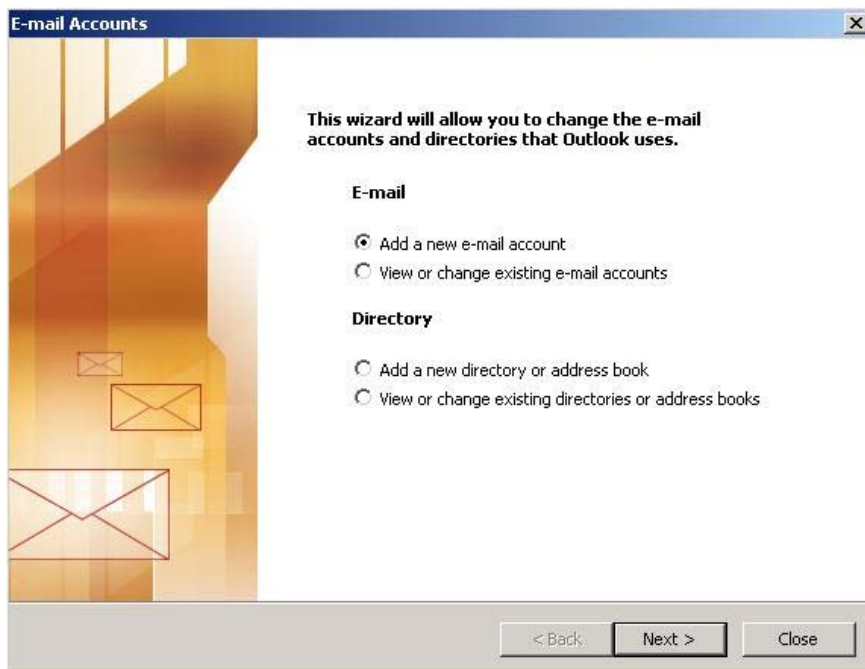 E-mail Accounts
This wizard will allow you to change the e-mail
accounts and directories that Outlook uses.
E-mail
Add a new e-mail account
View or change existing e-mail accounts
Directory
Add a new directory or address book
View or change existing directories or address books
< Back
Next >
Close